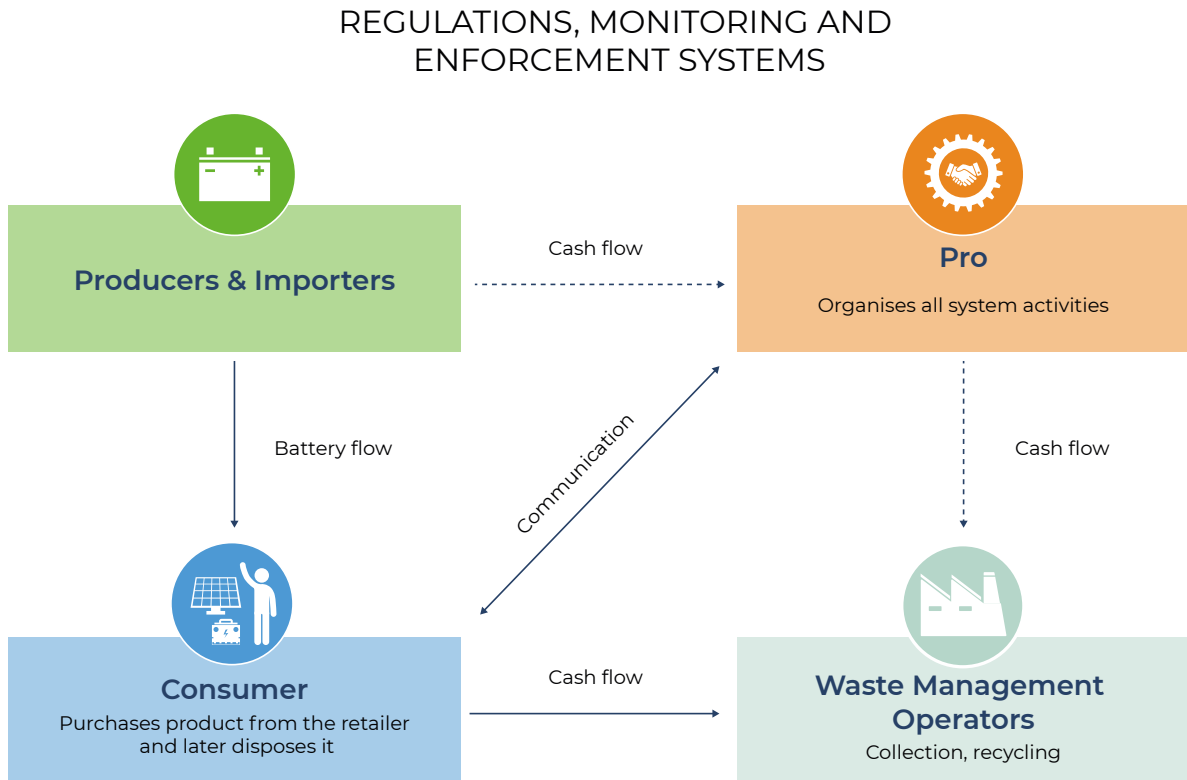 REGULATIONS, MONITORING AND
ENFORCEMENT SYSTEMS
Producers & Importers
Cash flow
Pro
Organises all system activities
Battery flow
Communication
Cash flow
Consumer
Purchases product from the retailer
and later disposes it
Cash flow
Waste Management
Operators
Collection, recycling